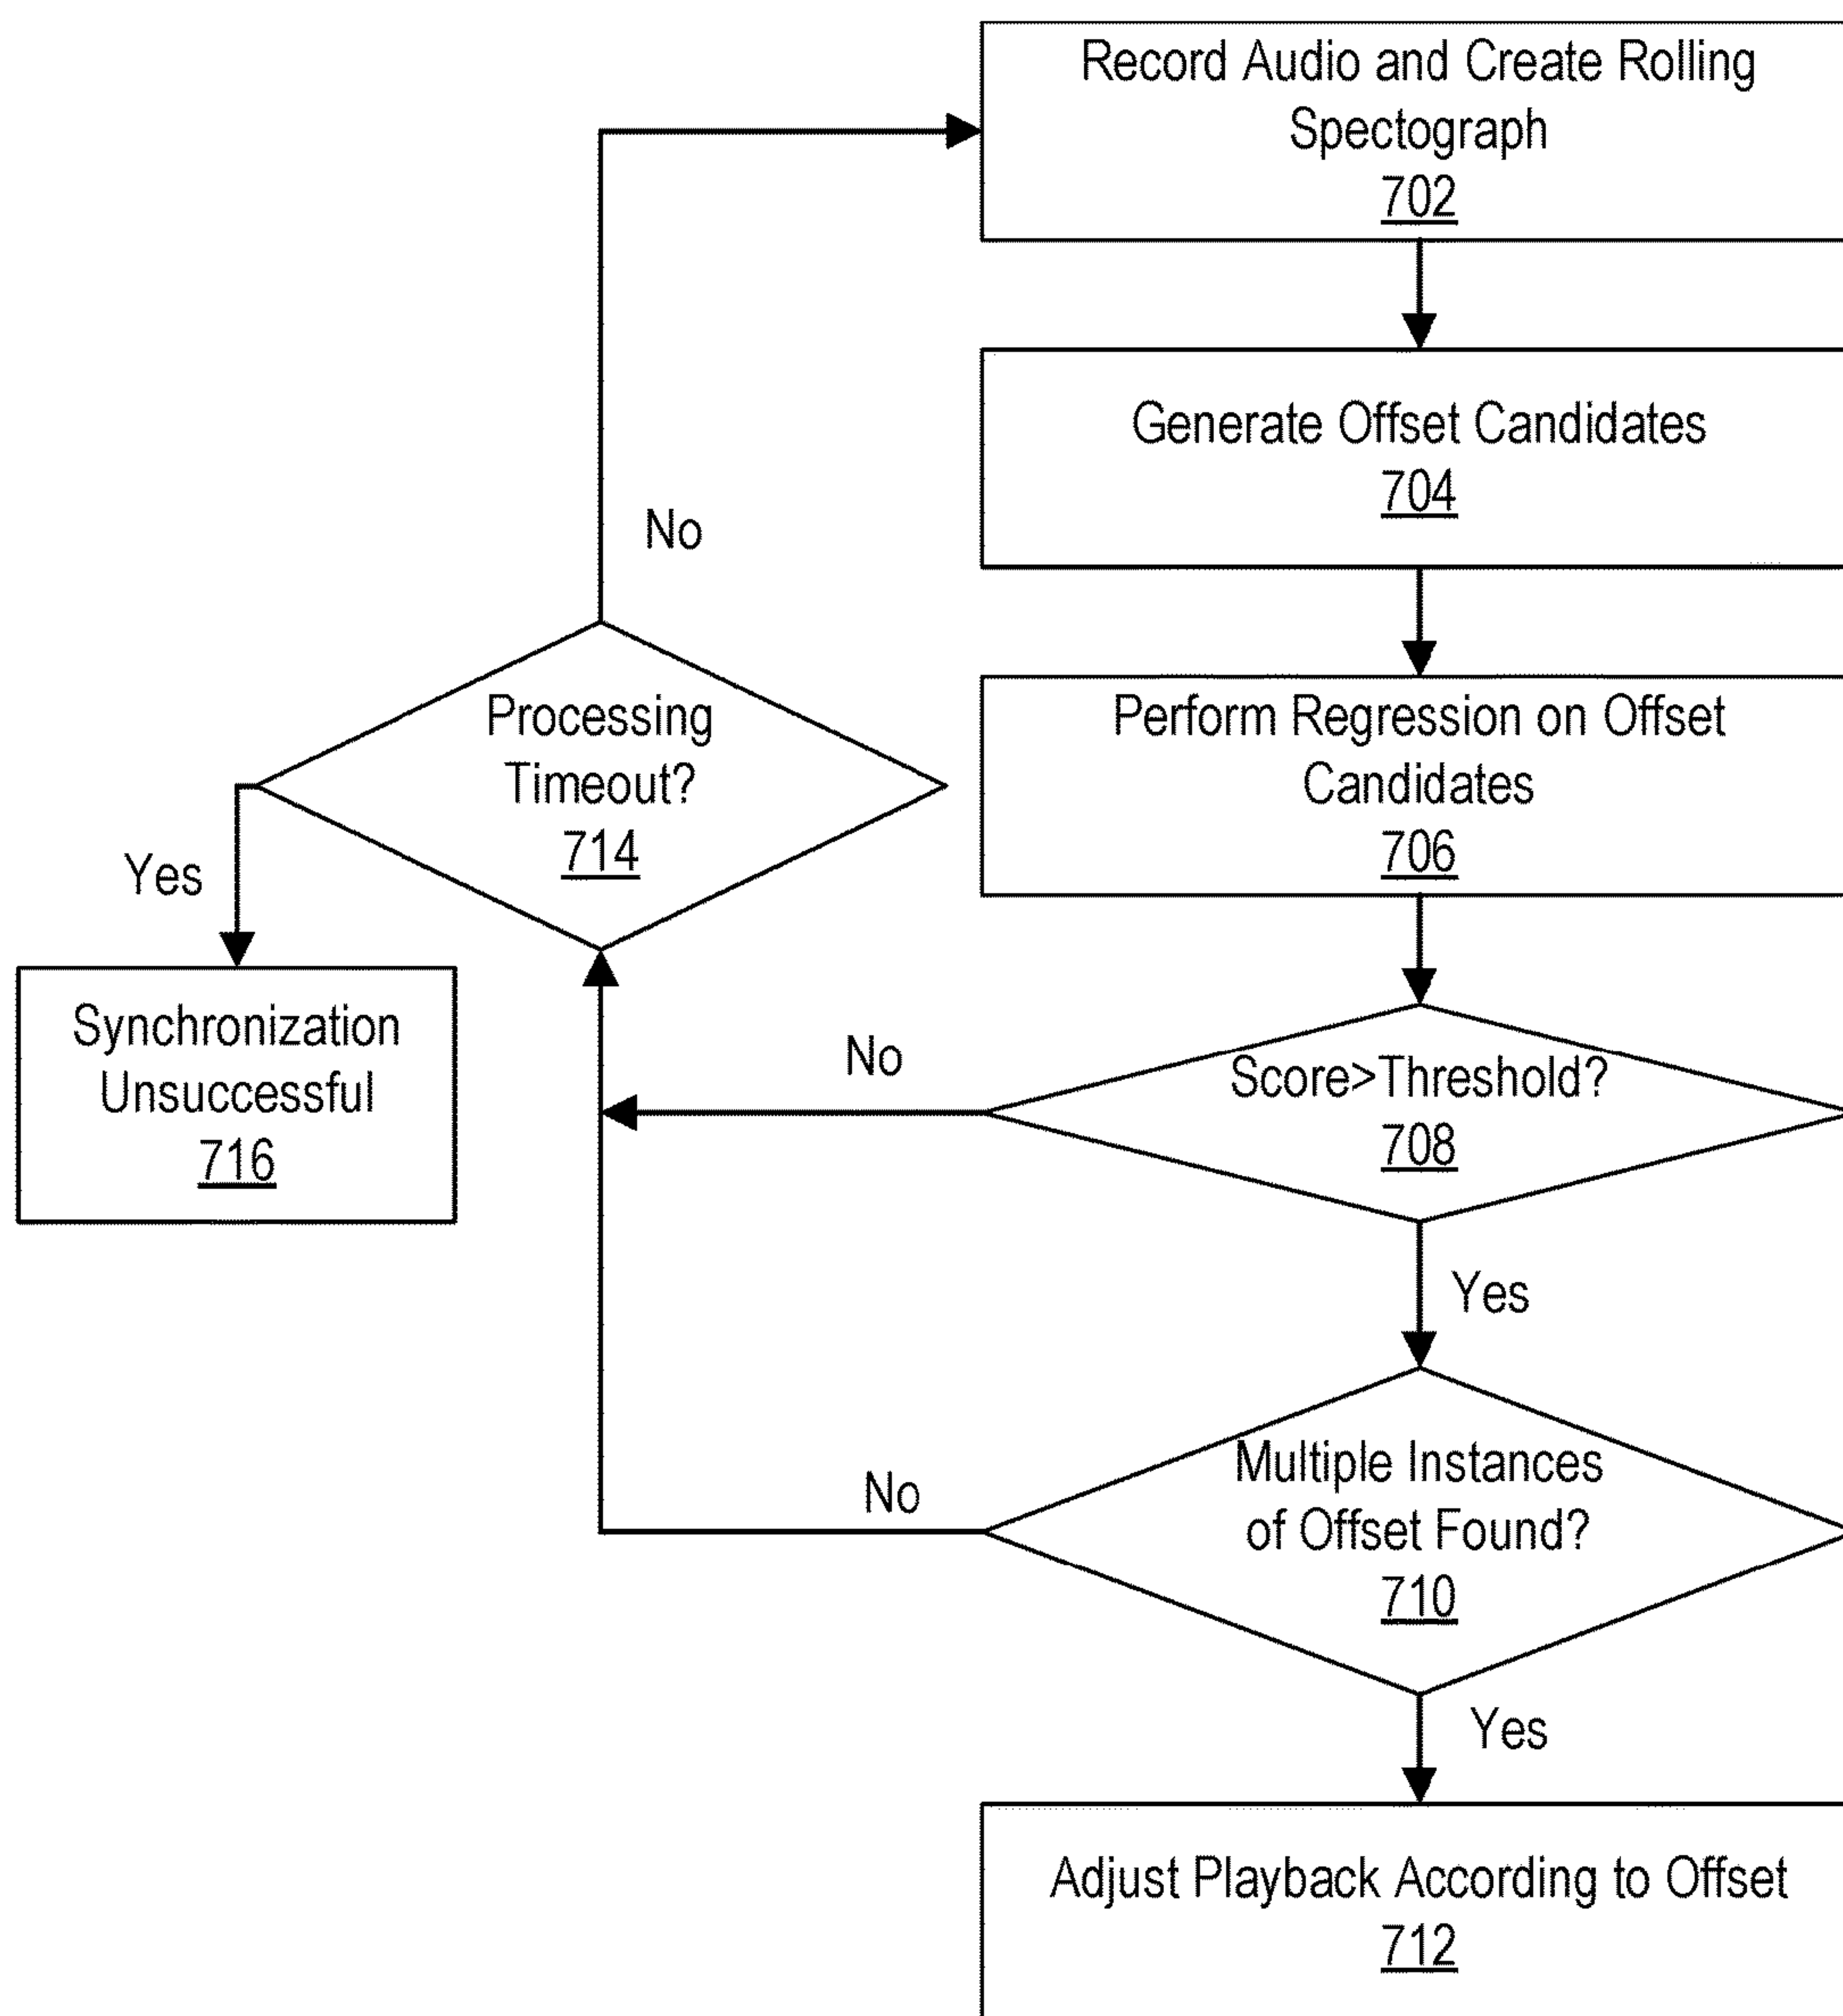 Record Audio and Create Rolling
Spectograph
702
Generate Offset Candidates
704
No
Processing
Timeout?
714
Perform Regression on Offset
Candidates
706
Yes
Synchronization
Unsuccessful
716
No
Score>Threshold?
708
Yes
Multiple Instances
of Offset Found?
710
No
Yes
Adjust Playback According to Offset
712